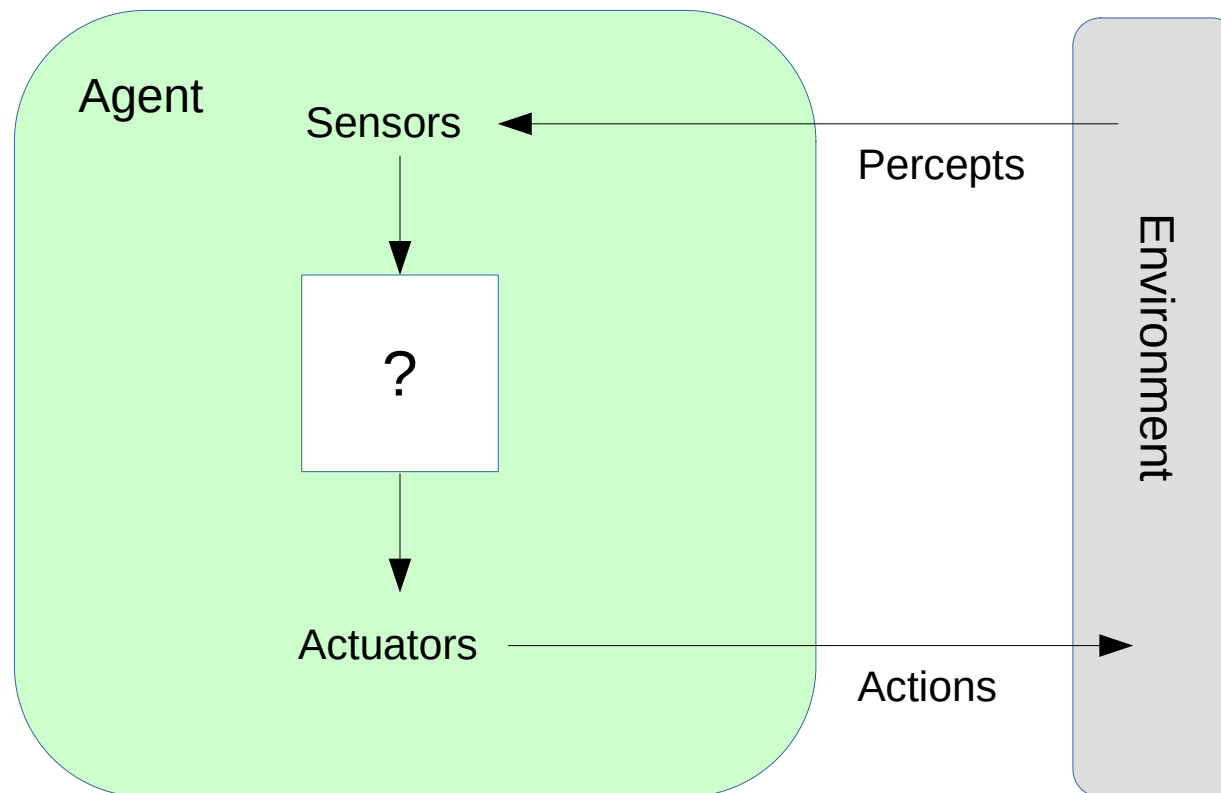 Agent
Sensors
Percepts
Environment
?
Actuators
Actions